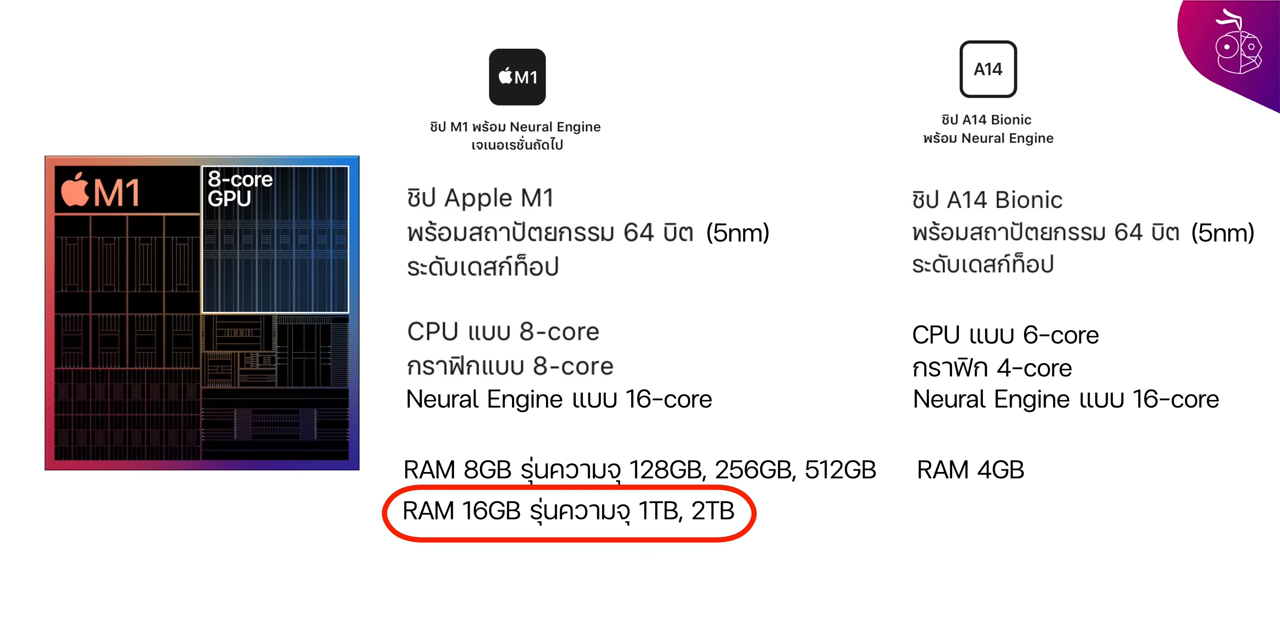 M1
8-core
GPU
M1
ชิป M1 พร้อม Neural Engine
เจเนอเรชั่นถัดไป
ชิป Apple M1
พร้อมสถาปัตยกรรม 64 บิต (5nm)
ระดับเดสก์ท็อป
CPU แบบ 8-core
กราฟิกแบบ 8-core
Neural Engine แบบ 16-core
RAM 8GB รุ่นความจุ 128GB, 256GB, 512GB
RAM 16GB รุ่นความจุ 1TB, 2TB
A14
ชิป A14 Bionic
พร้อม Neural Engine
ชิป A14 Bionic
พร้อมสถาปัตยกรรม 64 บิต (5nm)
ระดับเดสก์ท็อป
CPU แบบ 6-core
กราฟิก 4-core
Neural Engine แบบ 16-core
RAM 4GB